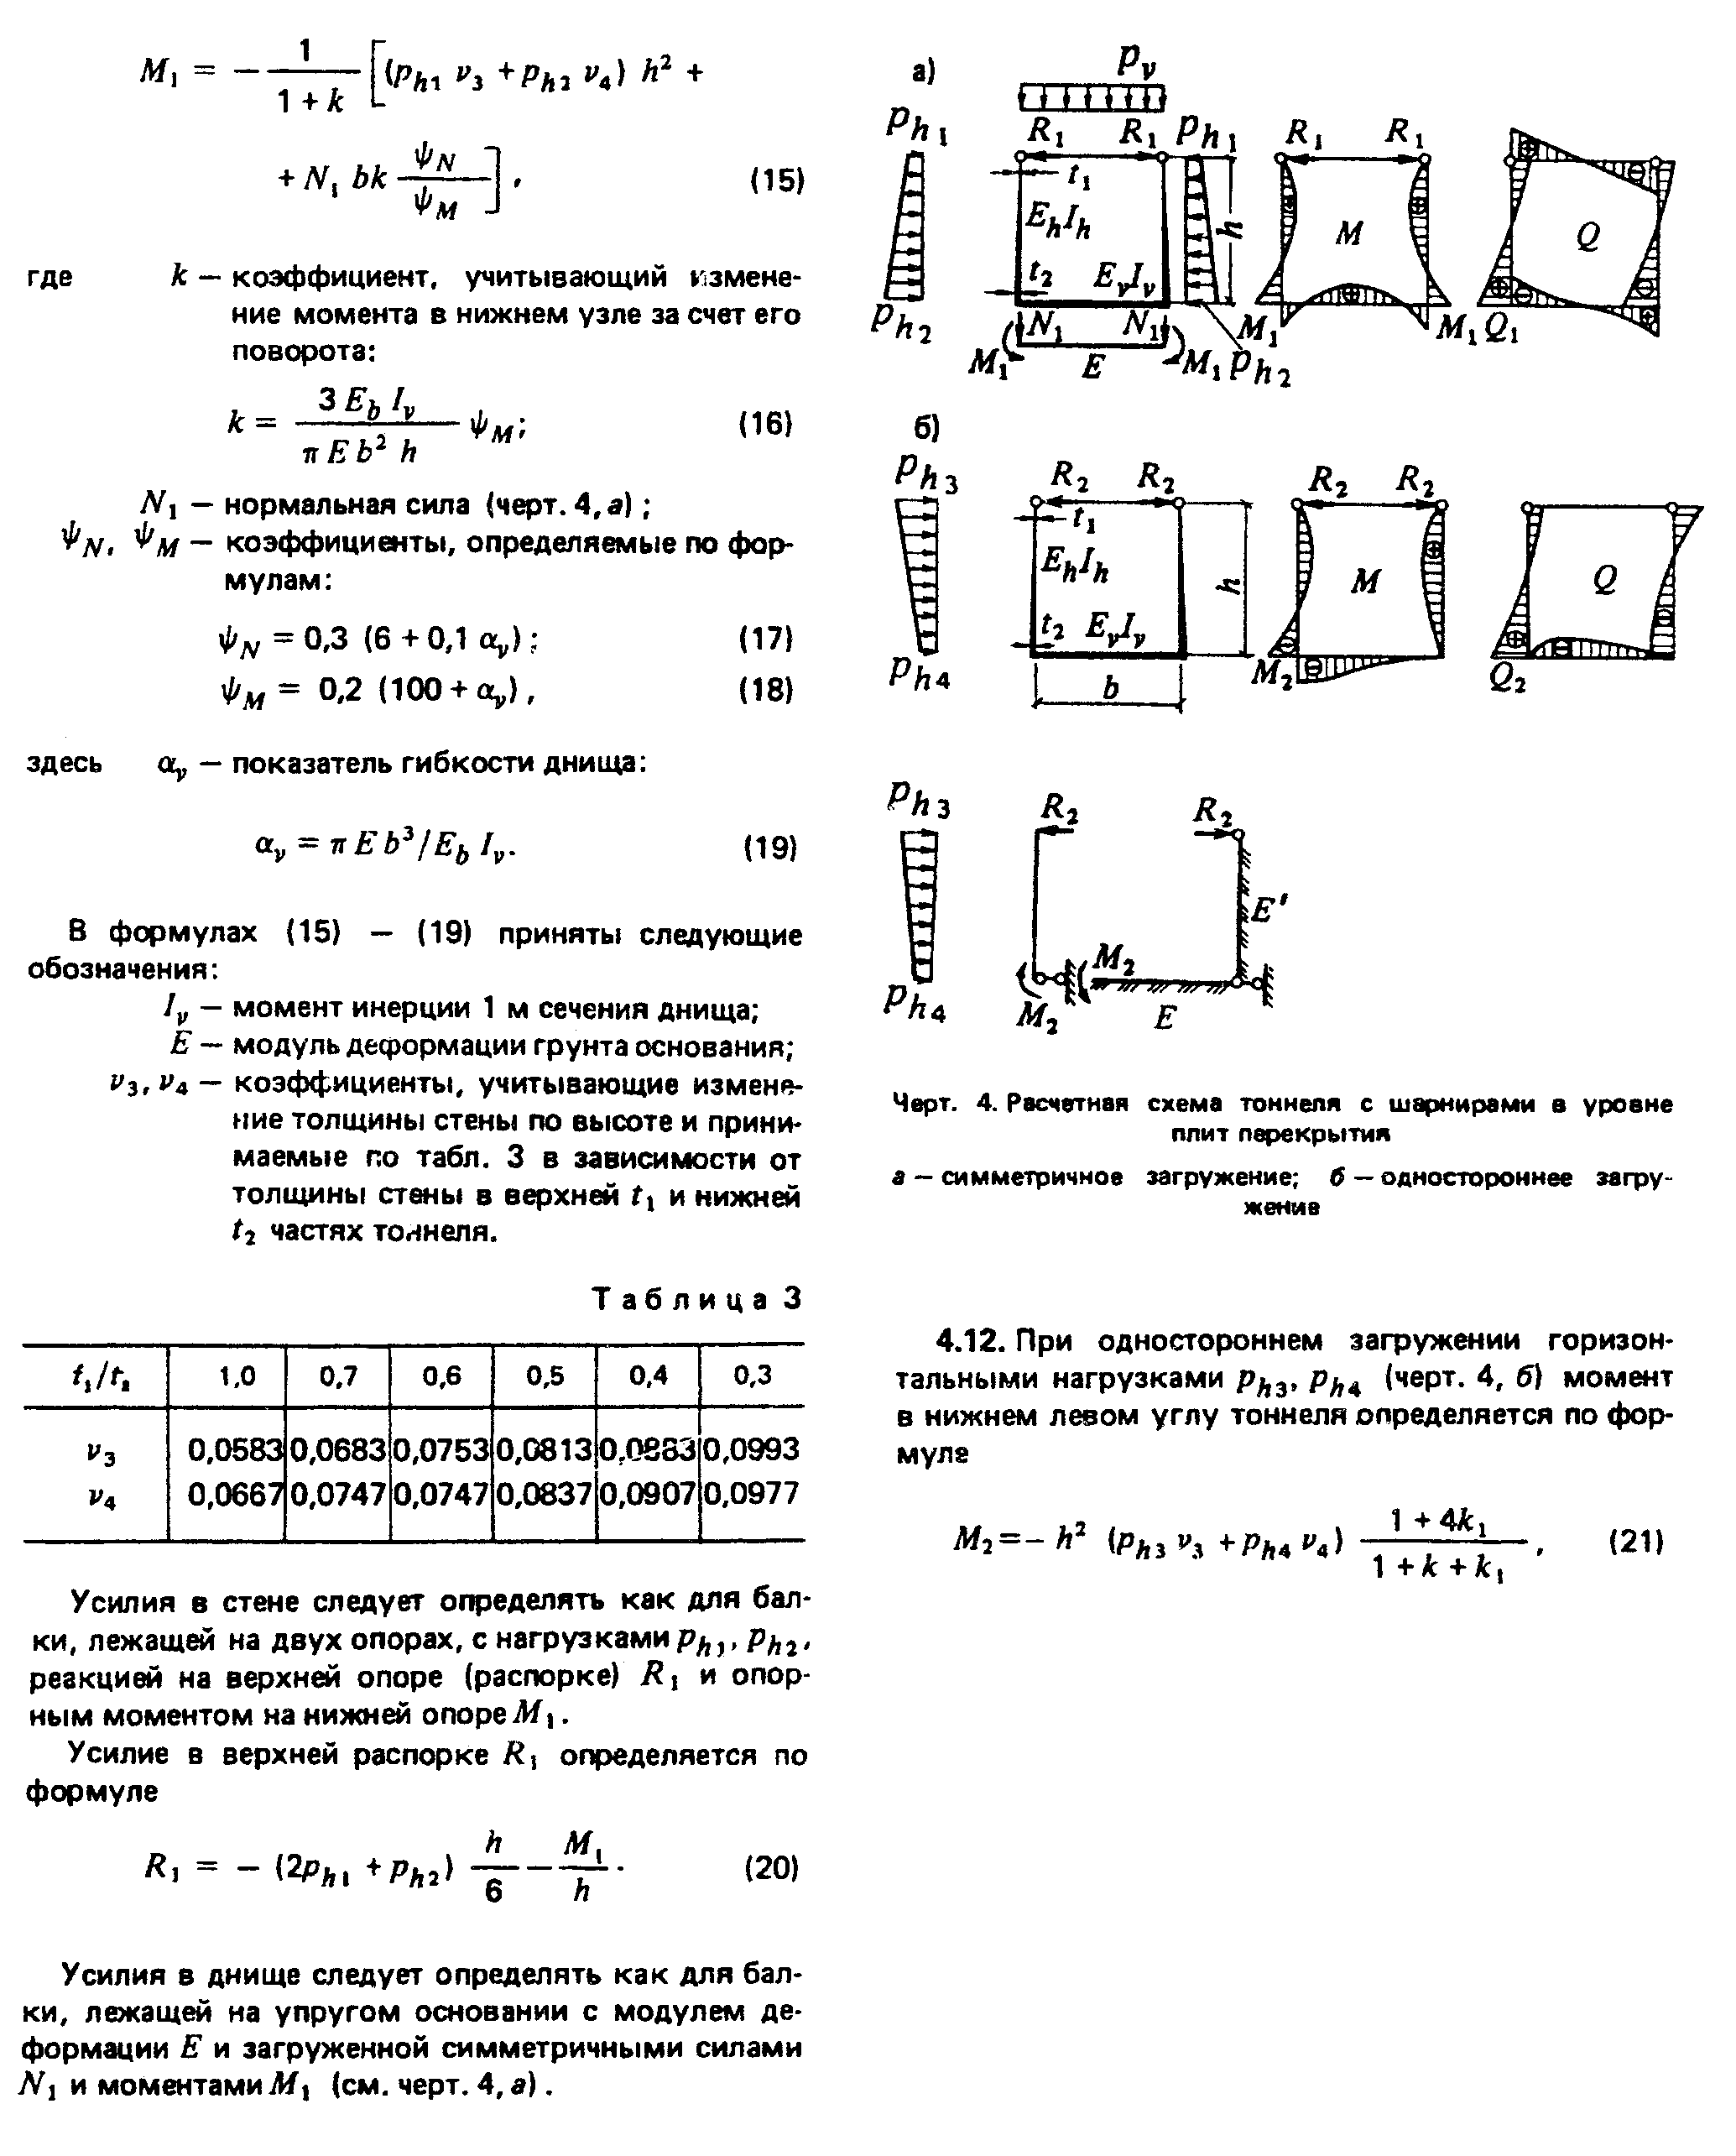 M₁ = − 1/(1 + k) [(p_h1 ν₃ + p_h2 ν₄) h² +
+ N₁ bk ψ_N/ψ_M] , (15)
где k — коэффициент, учитывающий измене-
ние момента в нижнем узле за счет его
поворота:
k = 3 E_b I_v / π E b² h ψ_M; (16)
N₁ — нормальная сила (черт. 4, а) ;
ψ_N, ψ_M — коэффициенты, определяемые по фор-
мулам:
ψ_N = 0,3 (6 + 0,1 α_v) ; (17)
ψ_M = 0,2 (100 + α_v) , (18)
здесь α_v — показатель гибкости днища:
α_v = π E b³/E_b I_v. (19)
В формулах (15) — (19) приняты следующие
обозначения:
I_v — момент инерции 1 м сечения днища;
E — модуль деформации грунта основания;
ν₃, ν₄ — коэффициенты, учитывающие измене-
ние толщины стены по высоте и прини-
маемые по табл. 3 в зависимости от
толщины стены в верхней t₁ и нижней
t₂ частях тоннеля.
Таблица 3
t₁/t₂ 1,0 0,7 0,6 0,5 0,4 0,3
ν₃ 0,0583 0,0683 0,0753 0,0813 0,0883 0,0993
ν₄ 0,0667 0,0747 0,0747 0,0837 0,0907 0,0977
Усилия в стене следует определять как для бал-
ки, лежащей на двух опорах, с нагрузками p_h1, p_h2,
реакцией на верхней опоре (распорке) R₁ и опор-
ным моментом на нижней опоре M₁.
Усилие в верхней распорке R₁ определяется по
формуле
R₁ = − (2p_h1 + p_h2) h/6 − M₁/h. (20)
Усилия в днище следует определять как для бал-
ки, лежащей на упругом основании с модулем де-
формации E и загруженной симметричными силами
N₁ и моментами M₁ (см. черт. 4, а) .
а)
p_v
p_h1 R₁ R₁ p_h1 R₁ R₁
t₁
E_h I_h h M Q
t₂ E_v I_v
p_h2 N₁ N₁ M₁ M₁ Q₁
M₁ E M₁ p_h2
б)
p_h3 R₂ R₂ R₂ R₂
t₁
E_h I_h h M Q
t₂ E_v I_v
p_h4 b M₂ Q₂
p_h3 R₂ R₂
E′
M₂
p_h4 M₂ E
Черт. 4. Расчетная схема тоннеля с шарнирами в уровне
плит перекрытия
а — симметричное загружение; б — одностороннее загру-
жение
4.12. При одностороннем загружении горизон-
тальными нагрузками p_h3, p_h4 (черт. 4, б) момент
в нижнем левом углу тоннеля определяется по фор-
муле
M₂ = − h² (p_h3 ν₃ + p_h4 ν₄) (1 + 4k₁)/(1 + k + k₁) , (21)